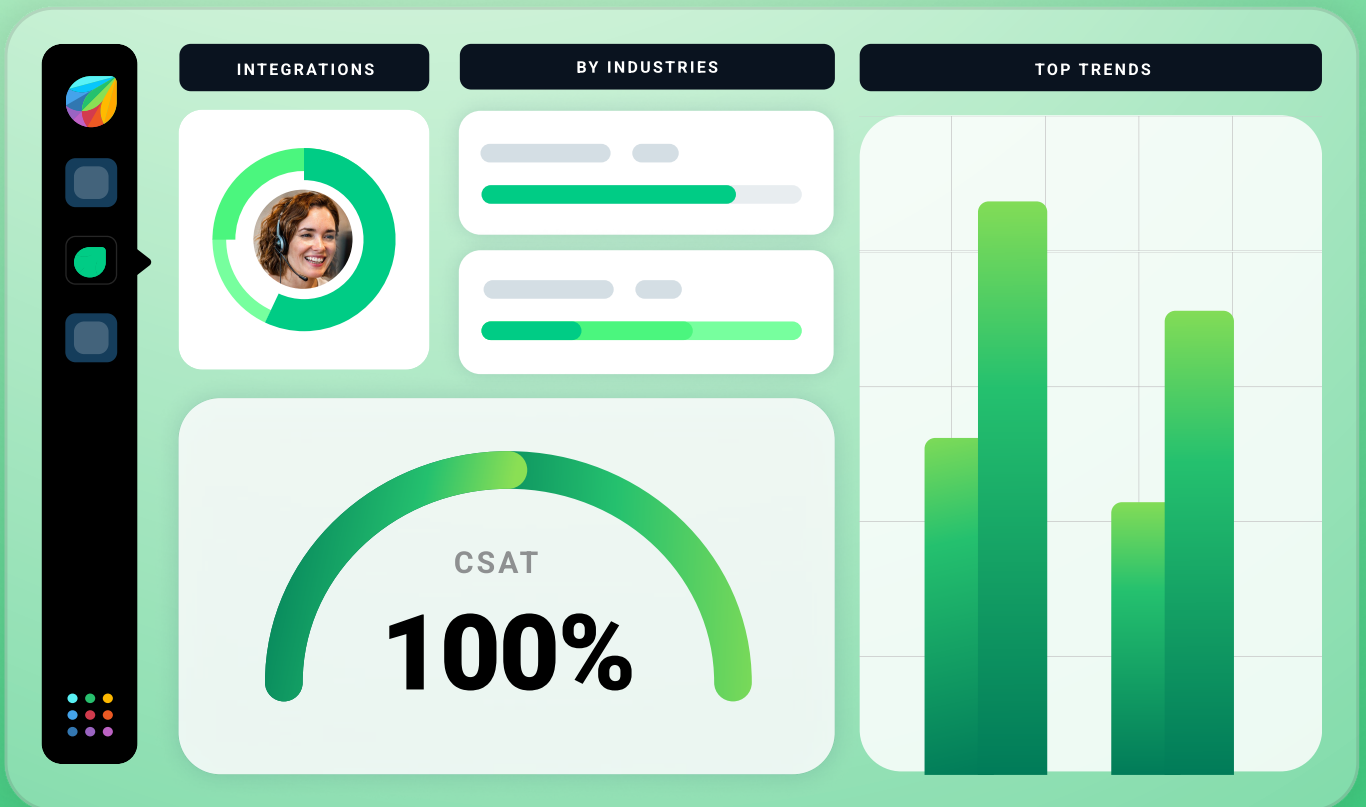 INTEGRATIONS
BY INDUSTRIES
TOP TRENDS
CSAT
100%